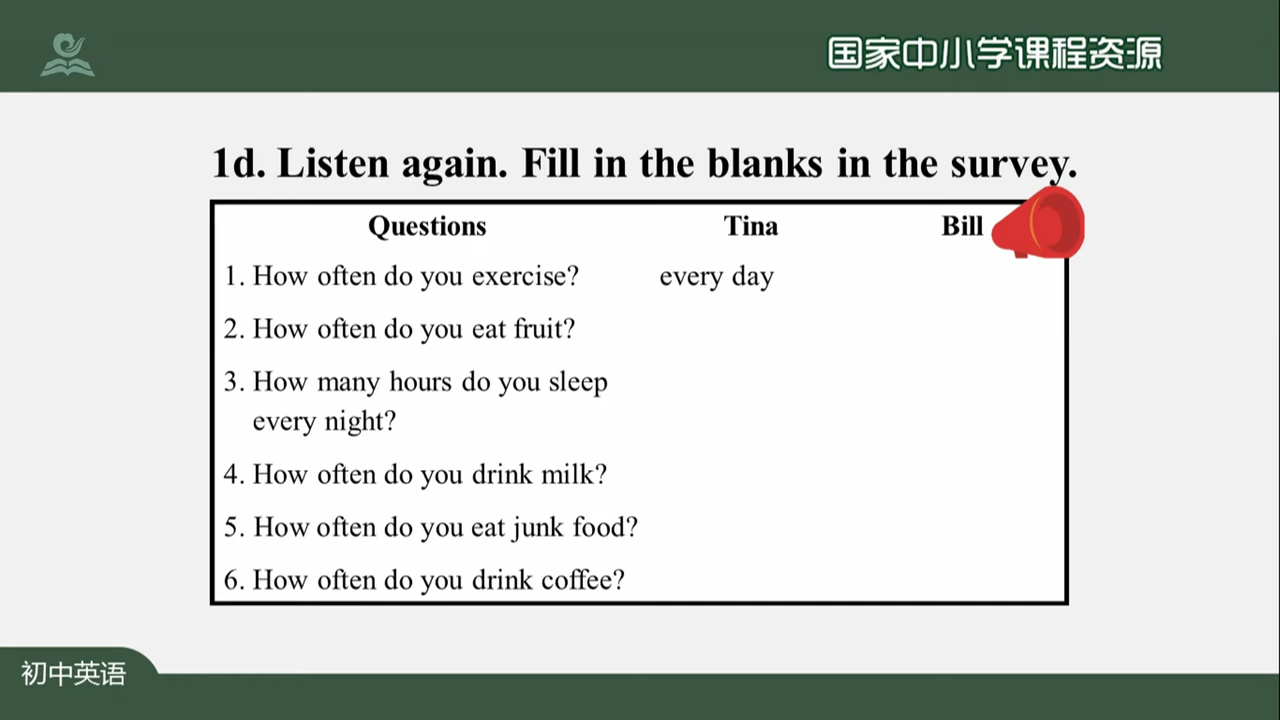 国家中小学课程资源
1d. Listen again. Fill in the blanks in the survey.
Questions Tina Bill
1. How often do you exercise? every day
2. How often do you eat fruit?
3. How many hours do you sleep
every night?
4. How often do you drink milk?
5. How often do you eat junk food?
6. How often do you drink coffee?
初中英语